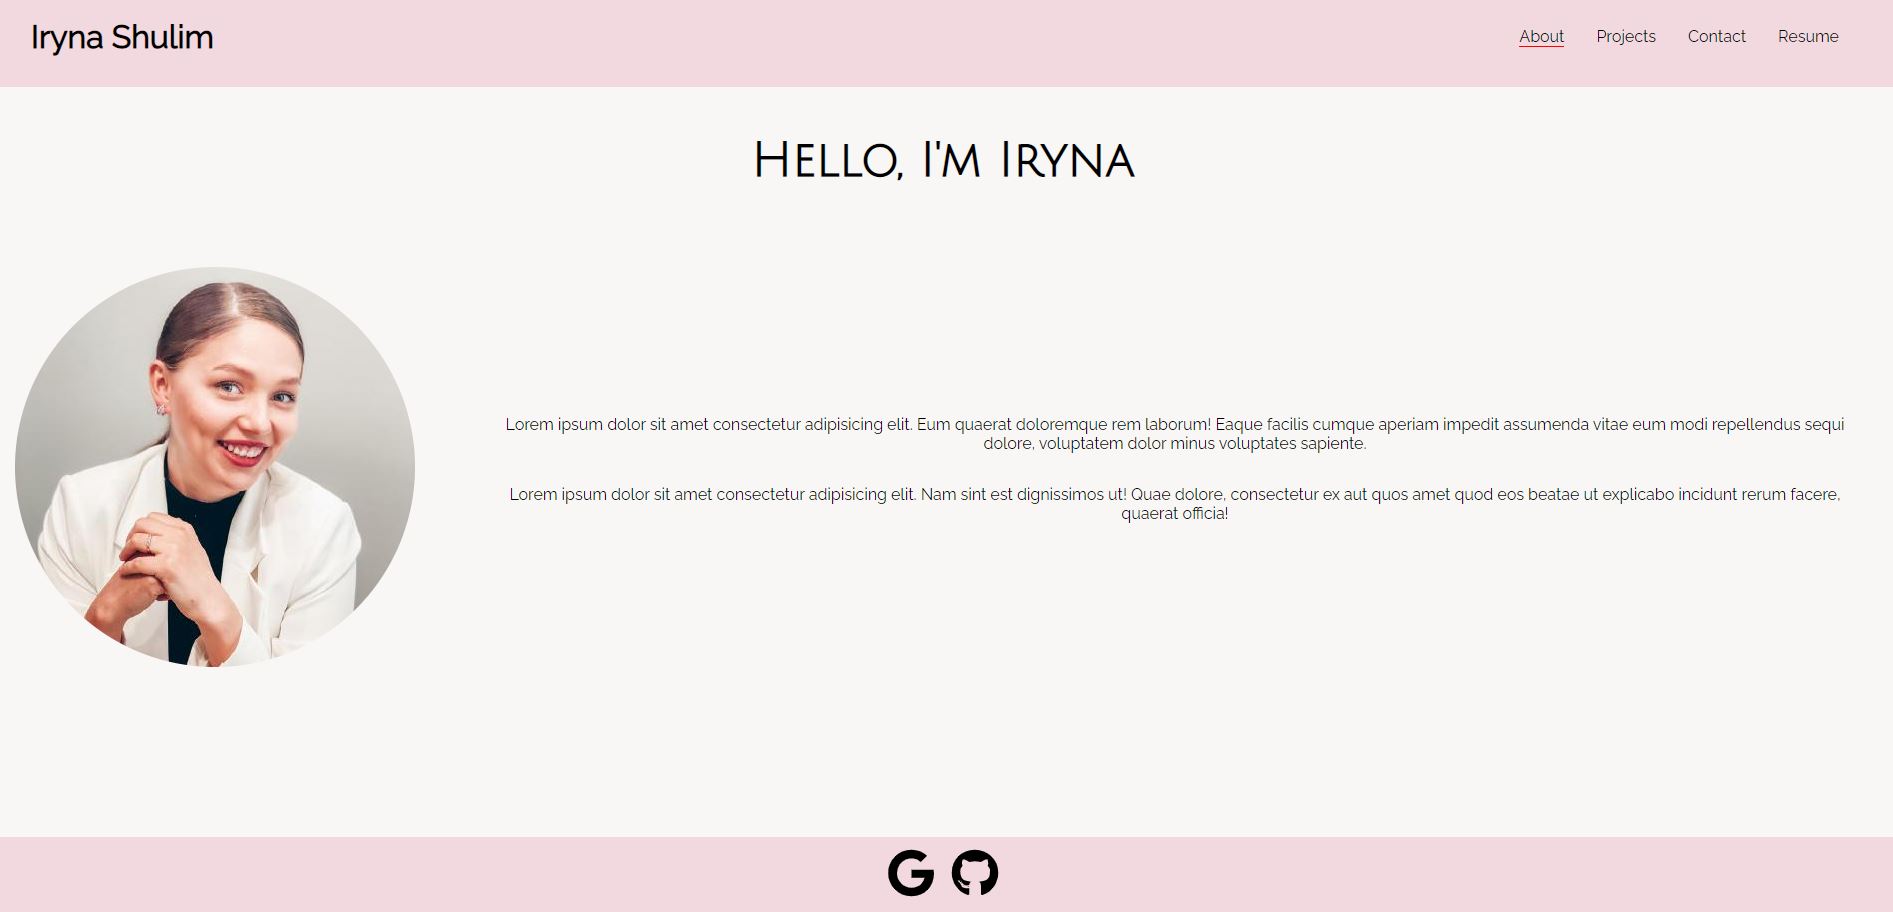 Iryna Shulim
About Projects Contact Resume
Hello, I'm Iryna
Lorem ipsum dolor sit amet consectetur adipisicing elit. Eum quaerat doloremque rem laborum! Eaque facilis cumque aperiam impedit assumenda vitae eum modi repellendus sequi
dolore, voluptatem dolor minus voluptates sapiente.
Lorem ipsum dolor sit amet consectetur adipisicing elit. Nam sint est dignissimos ut! Quae dolore, consectetur ex aut quos amet quod eos beatae ut explicabo incidunt rerum facere,
quaerat officia!